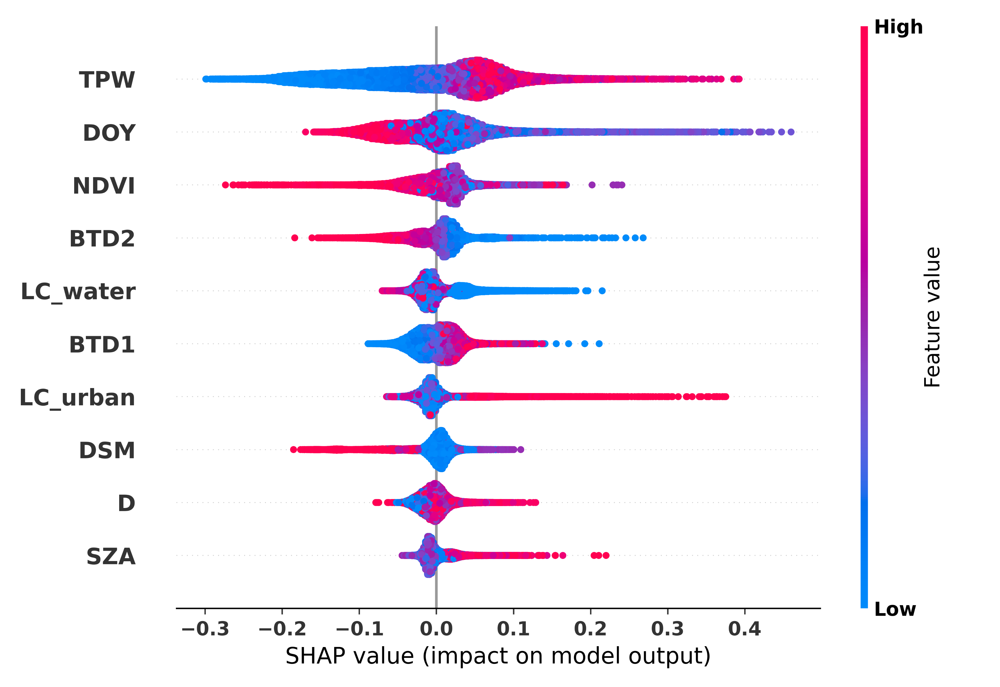 High
TPW
DOY
NDVI
BTD2
LC_water
BTD1
LC_urban
DSM
D
SZA
Feature value
Low
−0.3 −0.2 −0.1 0.0 0.1 0.2 0.3 0.4
SHAP value (impact on model output)